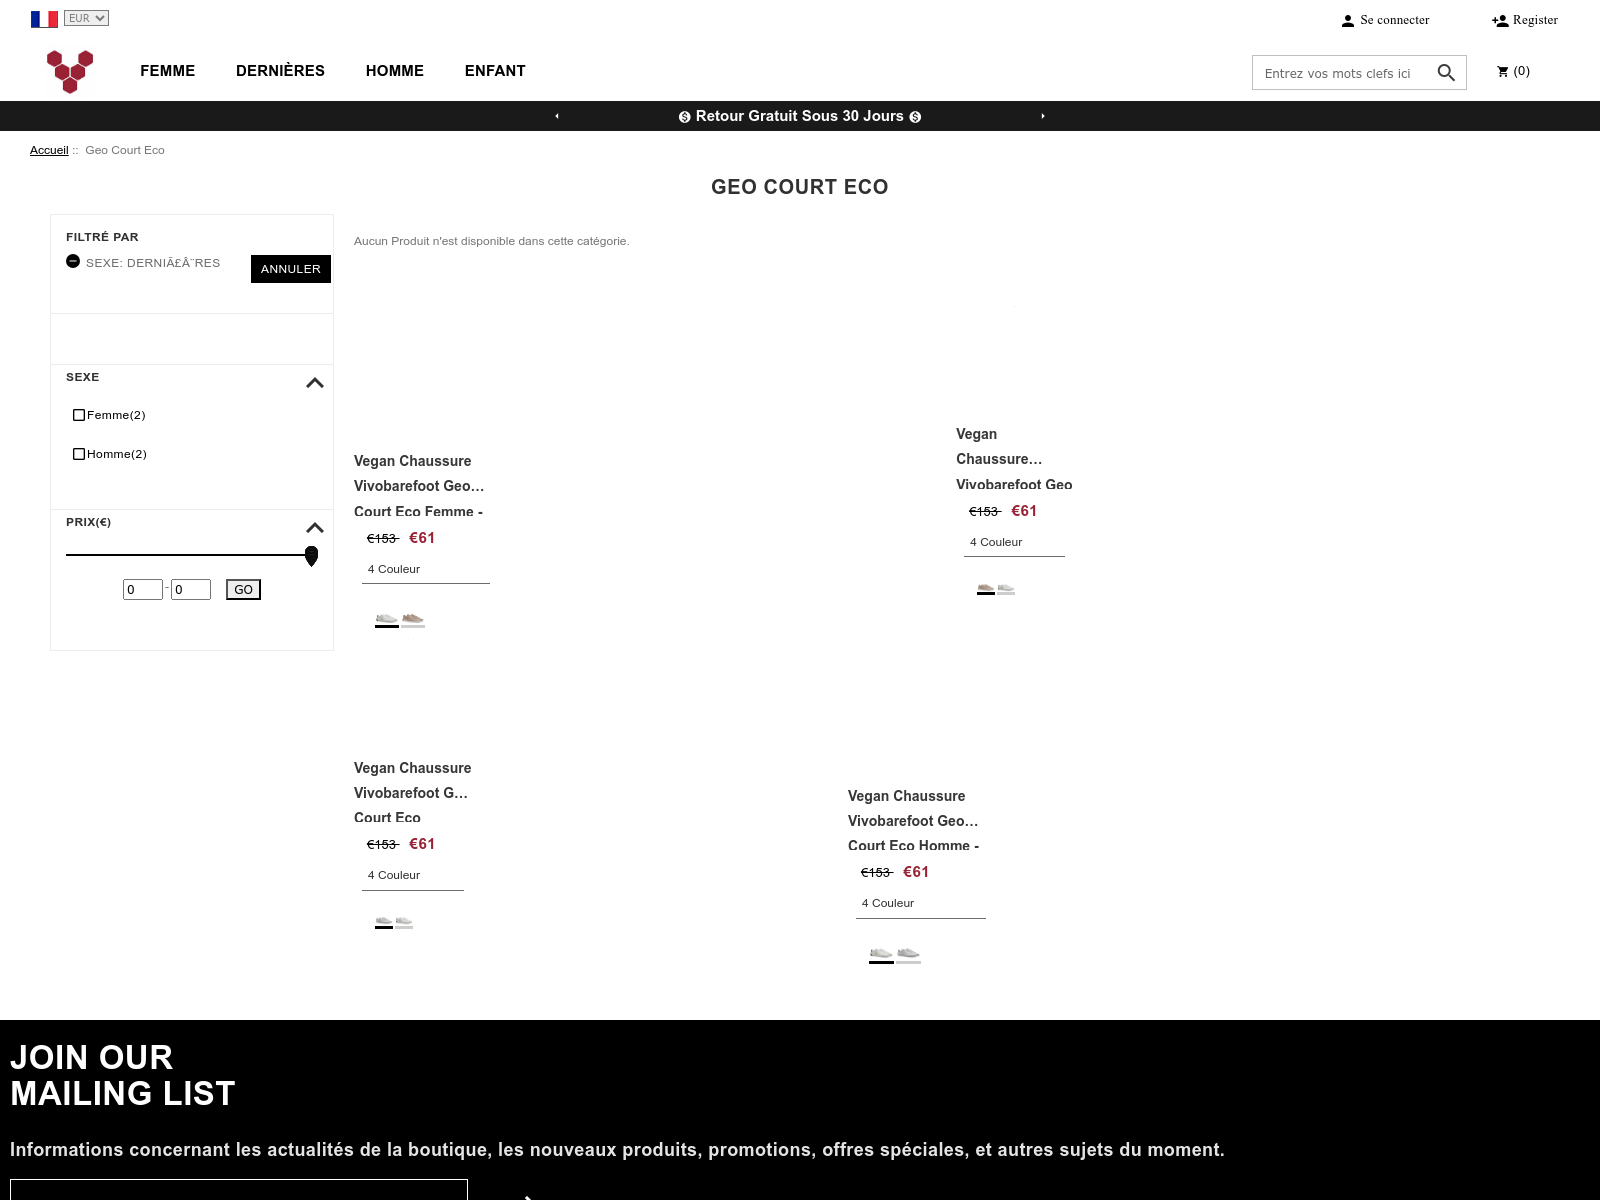 EUR
Se connecter
Register
FEMME
DERNIÈRES
HOMME
ENFANT
Entrez vos mots clefs ici
(0)
Retour Gratuit Sous 30 Jours
Accueil :: Geo Court Eco
GEO COURT ECO
FILTRÉ PAR
SEXE: DERNIÃ£Â¨RES
ANNULER
SEXE
Femme(2)
Homme(2)
PRIX(€)
0 - 0 GO
Aucun Produit n'est disponible dans cette catégorie.
Vegan Chaussure
Vivobarefoot Geo...
Court Eco Femme -
€153 €61
4 Couleur
Vegan
Chaussure...
Vivobarefoot Geo
€153 €61
4 Couleur
Vegan Chaussure
Vivobarefoot G...
Court Eco
€153 €61
4 Couleur
Vegan Chaussure
Vivobarefoot Geo...
Court Eco Homme -
€153 €61
4 Couleur
JOIN OUR
MAILING LIST
Informations concernant les actualités de la boutique, les nouveaux produits, promotions, offres spéciales, et autres sujets du moment.